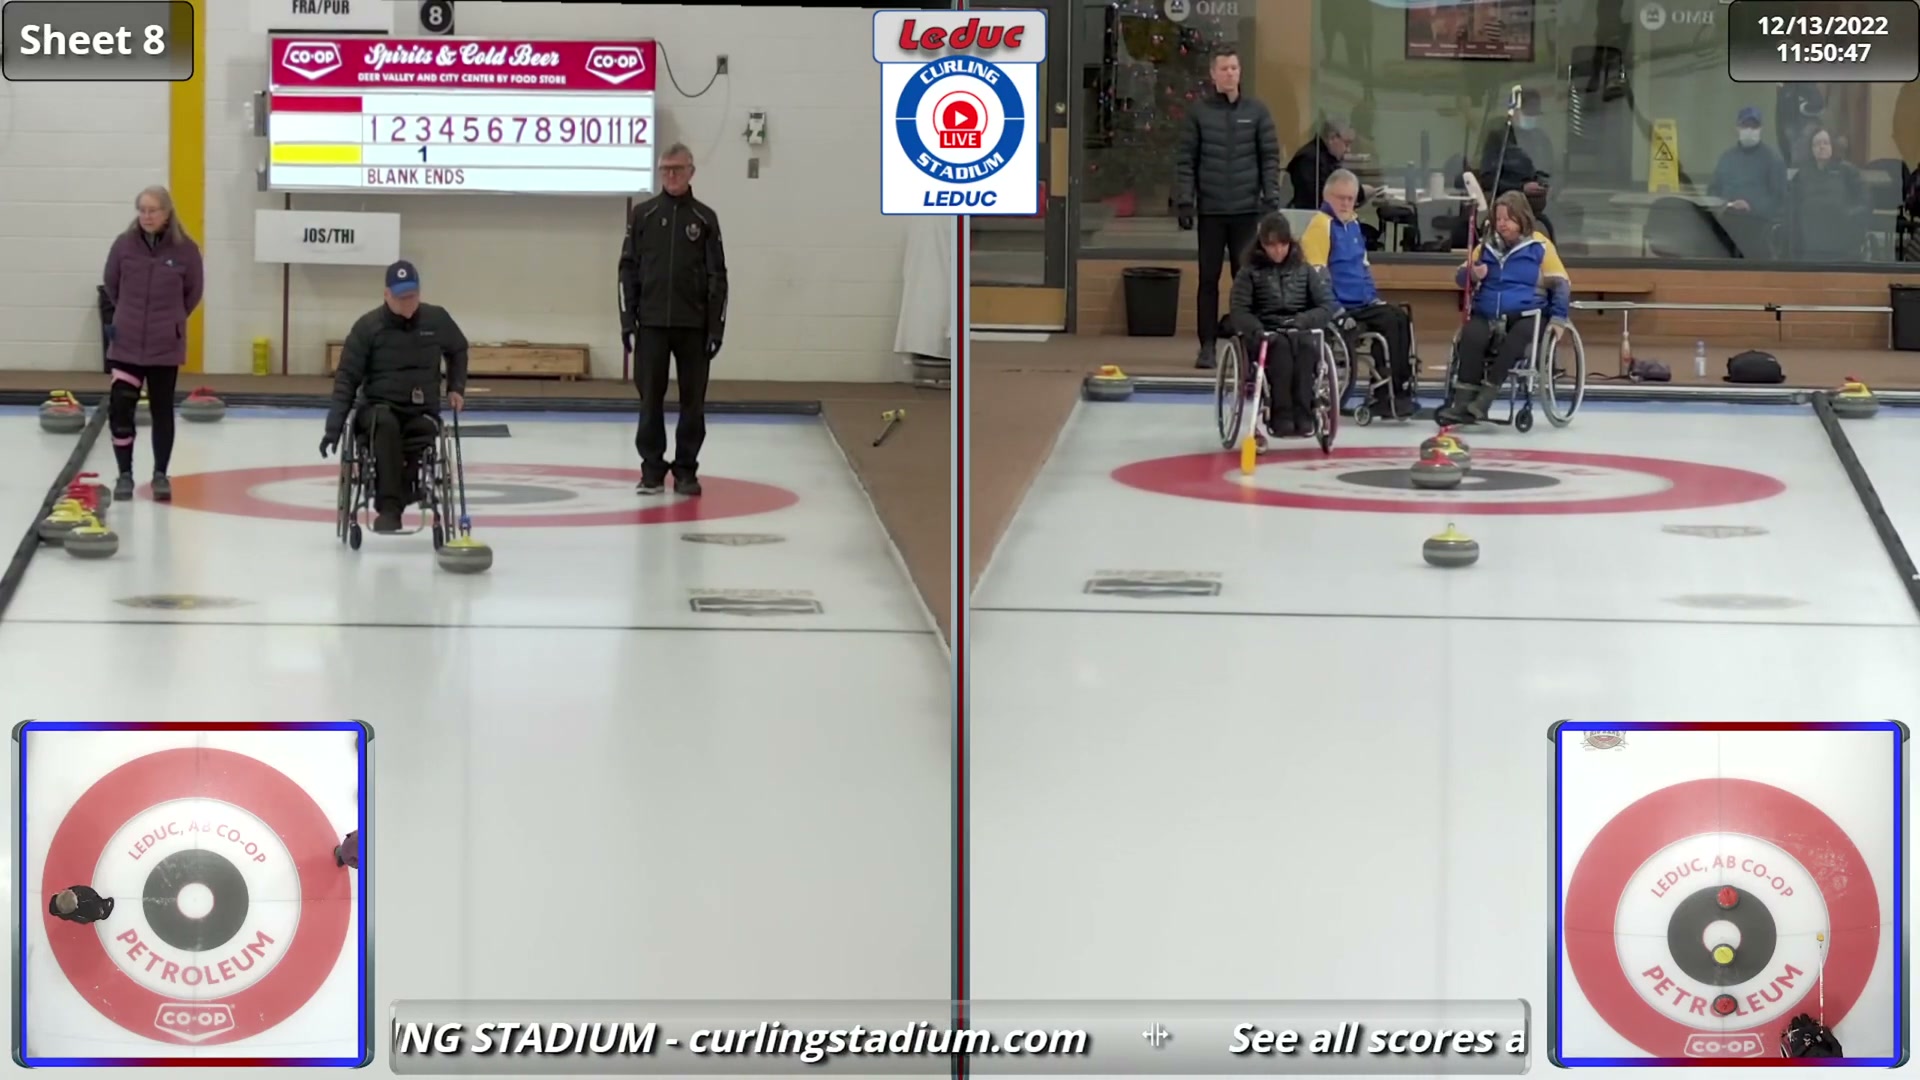 Sheet 8
FRA/PUR
8
CO-OP
Spirits & Cold Beer
CO-OP
DEER VALLEY AND CITY CENTER BY FOOD STORE
1 2 3 4 5 6 7 8 9 10 11 12
1
BLANK ENDS
JOS/THI
Leduc
CURLING
LIVE
STADIUM
LEDUC
BMO
BMO
12/13/2022
11:50:47
LEDUC, AB CO-OP
PETROLEUM
CO-OP
LEDUC, AB CO-OP
PETROLEUM
CO-OP
NG STADIUM - curlingstadium.com
See all scores a